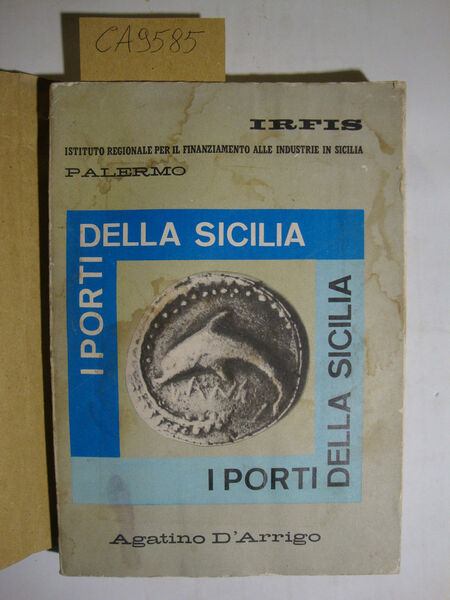 CA9585
IRFIS
ISTITUTO REGIONALE PER IL FINANZIAMENTO ALLE INDUSTRIE IN SICILIA
PALERMO
I PORTI DELLA SICILIA
I PORTI DELLA SICILIA
Agatino D'Arrigo